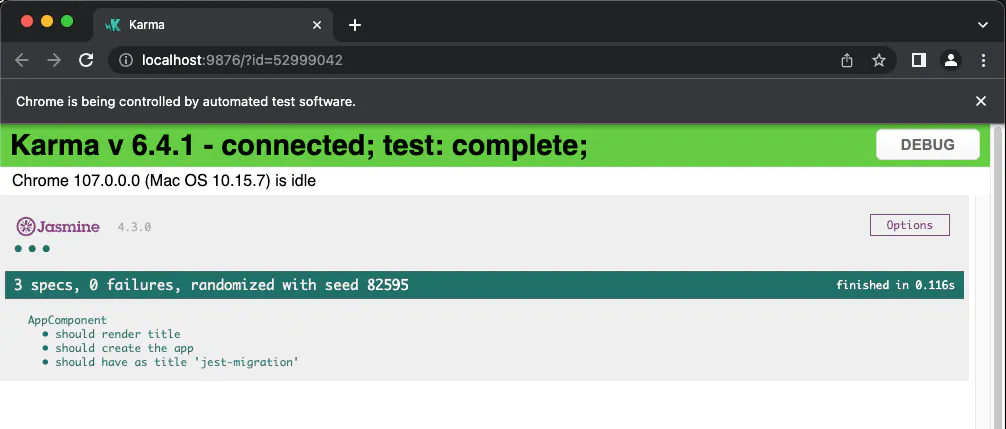 Karma
localhost:9876/?id=52999042
Chrome is being controlled by automated test software.
Karma v 6.4.1 - connected; test: complete;
DEBUG
Chrome 107.0.0.0 (Mac OS 10.15.7) is idle
Jasmine 4.3.0
Options
3 specs, 0 failures, randomized with seed 82595
finished in 0.116s
AppComponent
• should render title
• should create the app
• should have as title 'jest-migration'